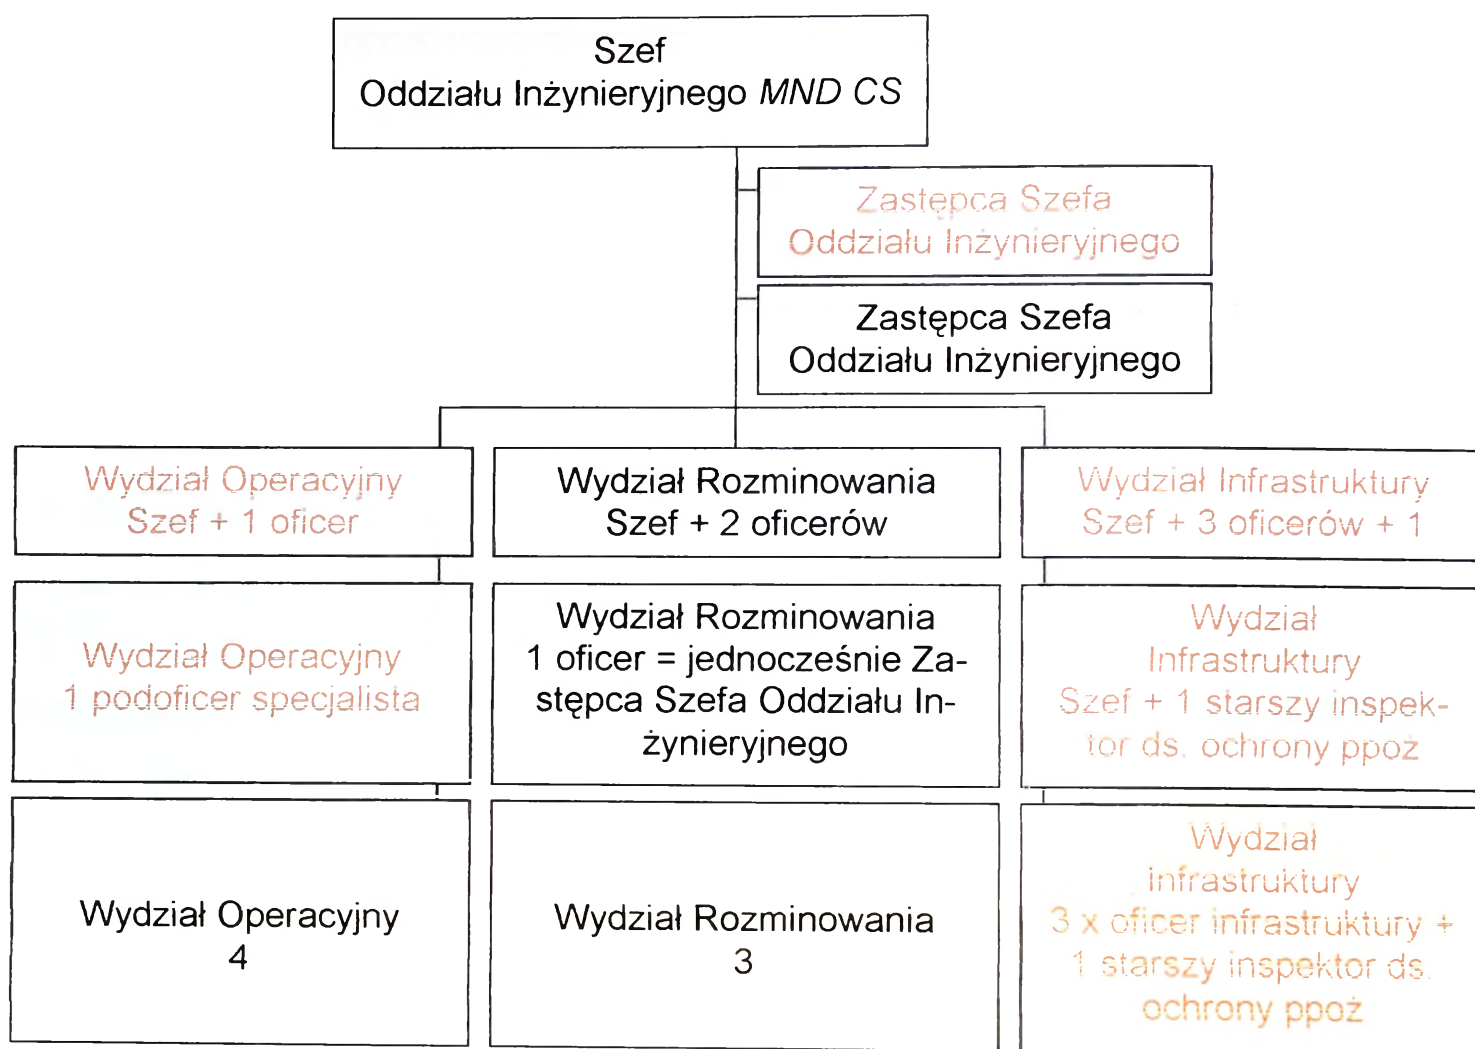 Szef
Oddziału Inżynieryjnego MND CS
Zastępca Szefa
Oddziału Inżynieryjnego
Zastępca Szefa
Oddziału Inżynieryjnego
Wydział Operacyjny
Szef + 1 oficer
Wydział Rozminowania
Szef + 2 oficerów
Wydział Infrastruktury
Szef + 3 oficerów + 1
Wydział Operacyjny
1 podoficer specjalista
Wydział Rozminowania
1 oficer = jednocześnie Za-
stępca Szefa Oddziału In-
żynieryjnego
Wydział
Infrastruktury
Szef + 1 starszy inspek-
tor ds. ochrony ppoż
Wydział Operacyjny
4
Wydział Rozminowania
3
Wydział
infrastruktury
3 x oficer infrastruktury +
1 starszy inspektor ds.
ochrony ppoż